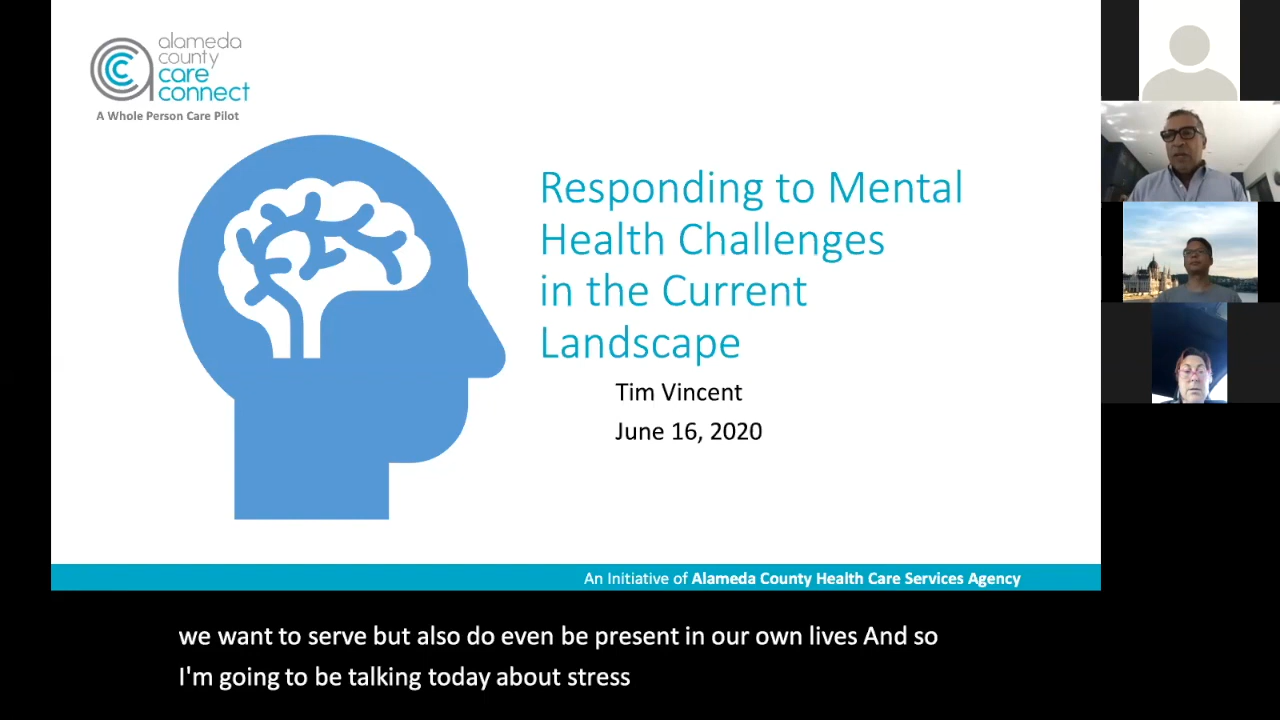 alameda
county
care
connect
A Whole Person Care Pilot
Responding to Mental
Health Challenges
in the Current
Landscape
Tim Vincent
June 16, 2020
An Initiative of Alameda County Health Care Services Agency
we want to serve but also do even be present in our own lives And so
I'm going to be talking today about stress